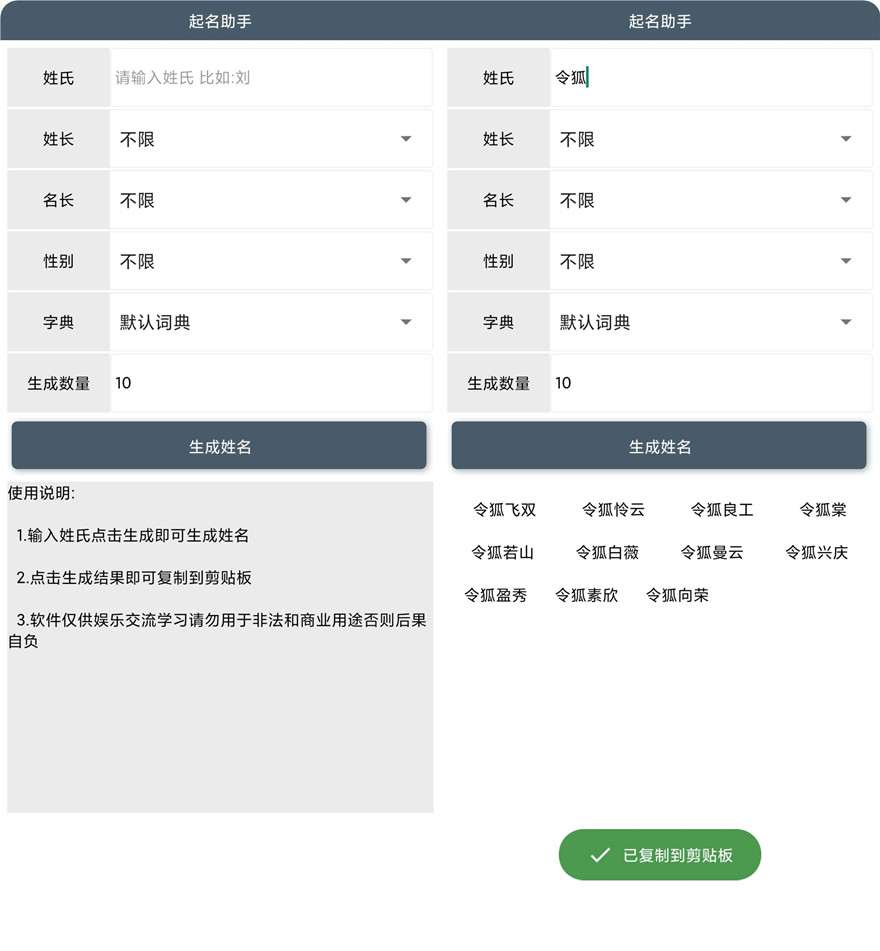 起名助手
姓氏 请输入姓氏 比如:刘
姓长 不限
名长 不限
性别 不限
字典 默认词典
生成数量 10
生成姓名
使用说明:
1.输入姓氏点击生成即可生成姓名
2.点击生成结果即可复制到剪贴板
3.软件仅供娱乐交流学习请勿用于非法和商业用途否则后果
自负
起名助手
姓氏 令狐
姓长 不限
名长 不限
性别 不限
字典 默认词典
生成数量 10
生成姓名
令狐飞双 令狐怜云 令狐良工 令狐棠
令狐若山 令狐白薇 令狐曼云 令狐兴庆
令狐盈秀 令狐素欣 令狐向荣
已复制到剪贴板